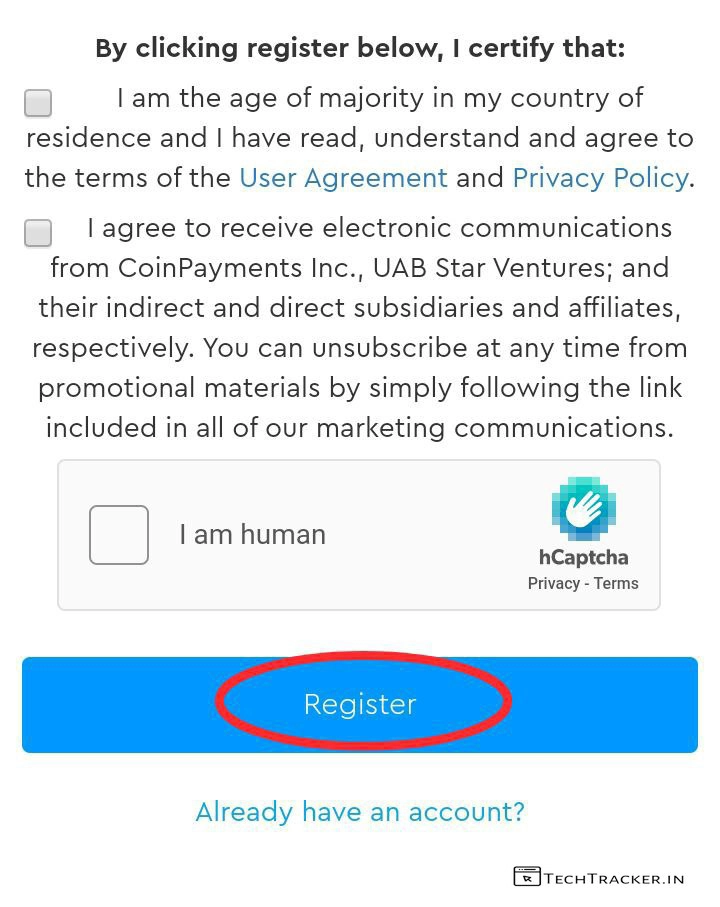 By clicking register below, I certify that:
I am the age of majority in my country of
residence and I have read, understand and agree to
the terms of the User Agreement and Privacy Policy.
I agree to receive electronic communications
from CoinPayments Inc., UAB Star Ventures; and
their indirect and direct subsidiaries and affiliates,
respectively. You can unsubscribe at any time from
promotional materials by simply following the link
included in all of our marketing communications.
I am human
hCaptcha
Privacy - Terms
Register
Already have an account?
TECHTRACKER.IN